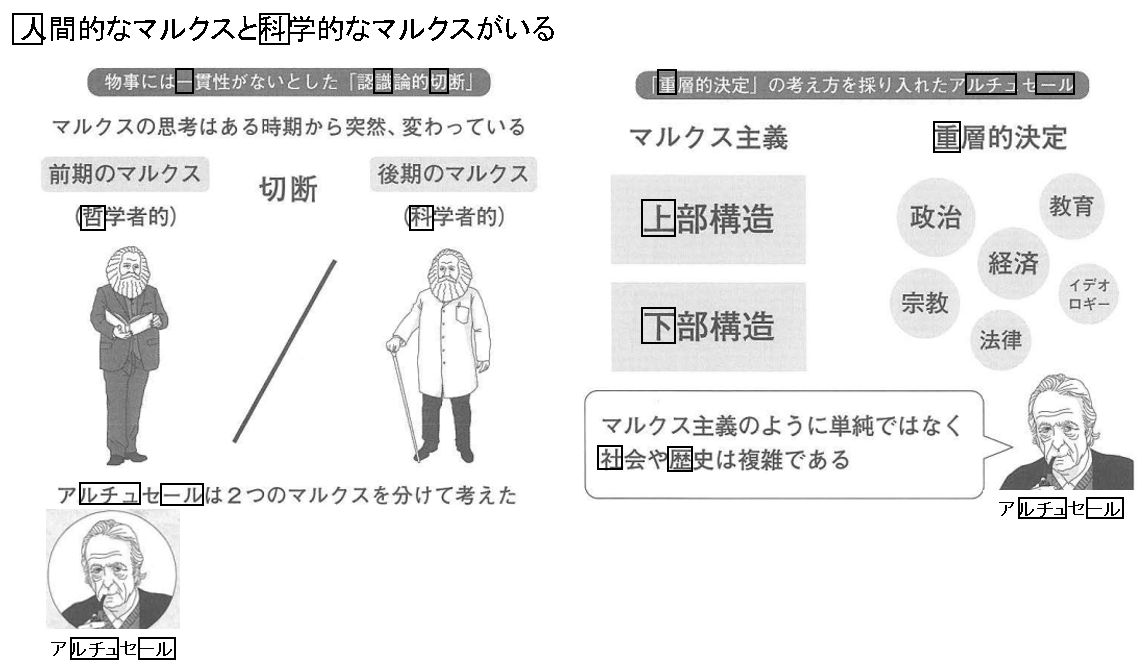 人間的なマルクスと科学的なマルクスがいる
物事には一貫性がないとした「認識論的切断」
マルクスの思考はある時期から突然、変わっている
前期のマルクス
(哲学者的)
切断
後期のマルクス
(科学者的)
アルチュセールは2つのマルクスを分けて考えた
アルチュセール
「重層的決定」の考え方を採り入れたアルチュセール
マルクス主義
上部構造
下部構造
重層的決定
政治
教育
経済
宗教
イデオ
ロギー
法律
マルクス主義のように単純ではなく
社会や歴史は複雑である
アルチュセール